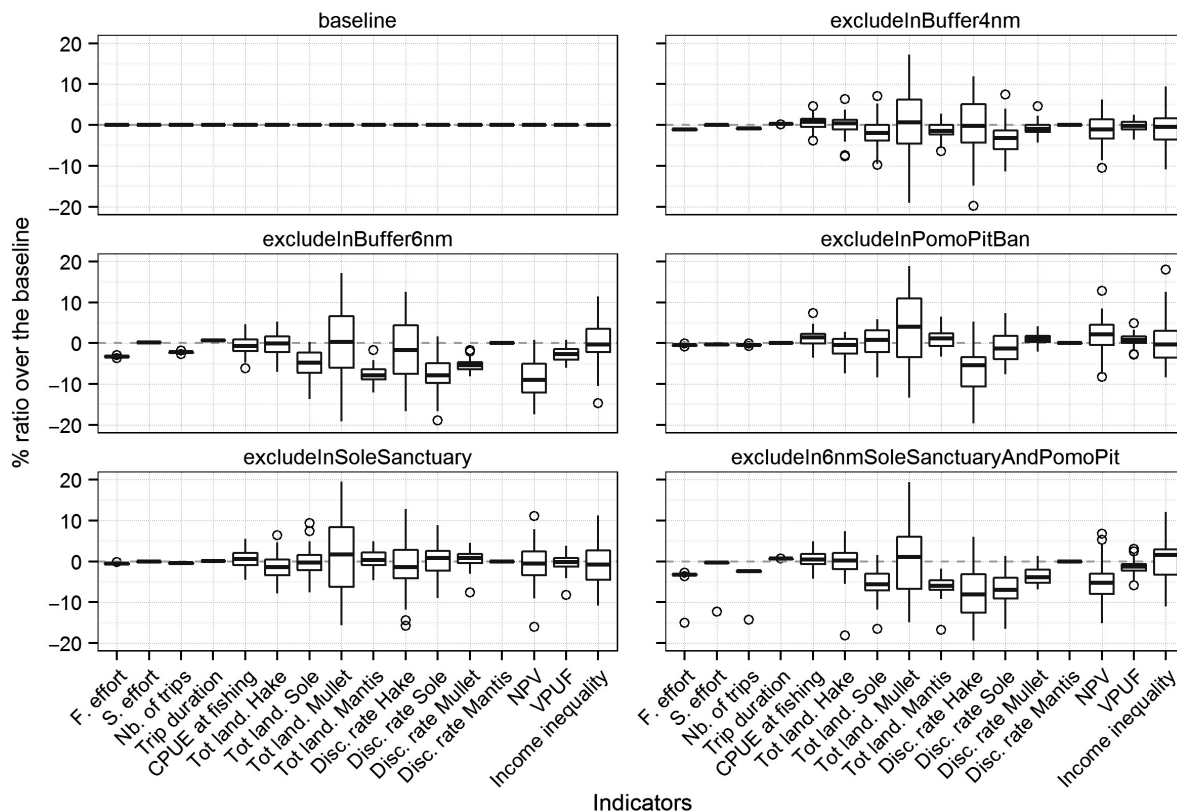 baseline
excludeInBuffer4nm
20
10
0
−10
−20
excludeInBuffer6nm
excludeInPomoPitBan
20
10
0
−10
−20
excludeInSoleSanctuary
excludeIn6nmSoleSanctuaryAndPomoPit
20
10
0
−10
−20
% ratio over the baseline
F. effort
S. effort
Nb. of trips
Trip duration
CPUE at fishing
Tot land. Hake
Tot land. Sole
Tot land. Mullet
Tot land. Mantis
Disc. rate Hake
Disc. rate Sole
Disc. rate Mullet
Disc. rate Mantis
NPV
VPUF
Income inequality
F. effort
S. effort
Nb. of trips
Trip duration
CPUE at fishing
Tot land. Hake
Tot land. Sole
Tot land. Mullet
Tot land. Mantis
Disc. rate Hake
Disc. rate Sole
Disc. rate Mullet
Disc. rate Mantis
NPV
VPUF
Income inequality
Indicators